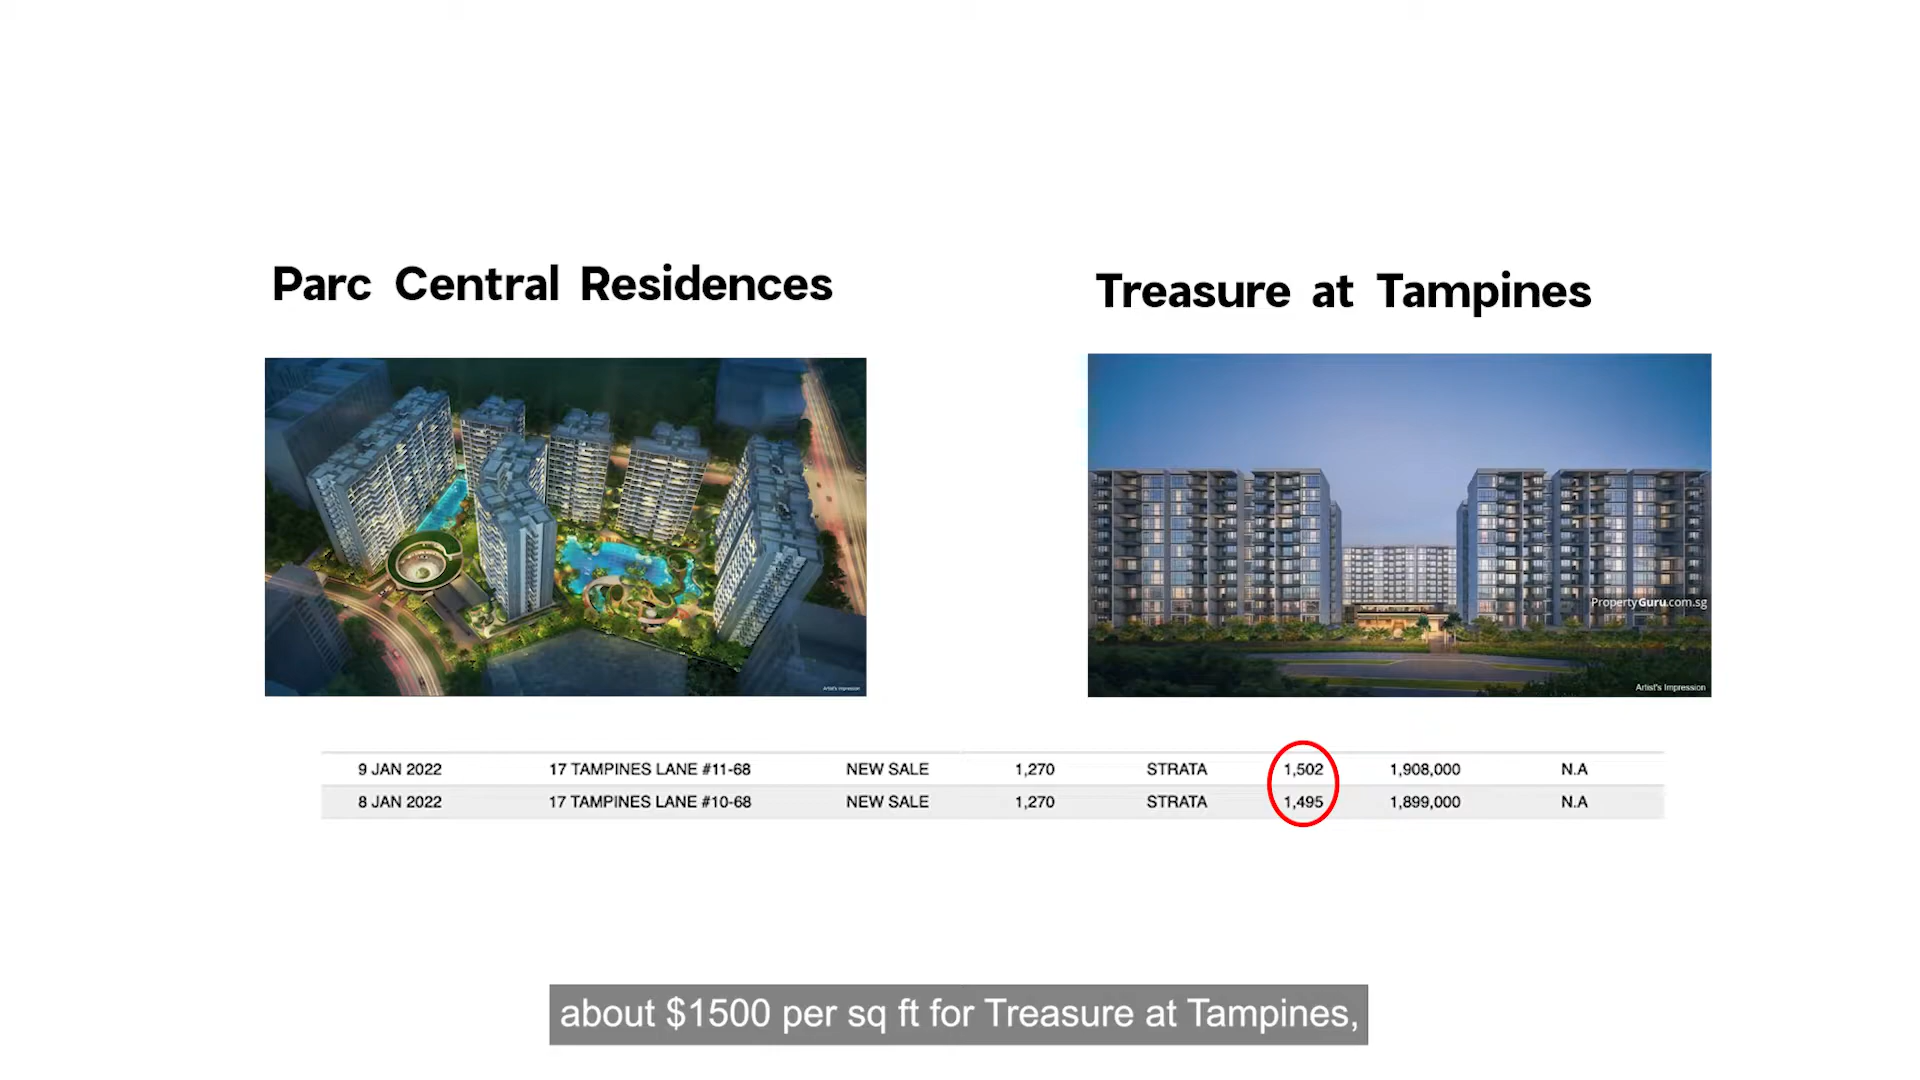 Parc Central Residences
Treasure at Tampines
PropertyGuru.com.sg
Artist's Impression
Artist's Impression
9 JAN 2022 17 TAMPINES LANE #11-68 NEW SALE 1,270 STRATA 1,502 1,908,000 N.A
8 JAN 2022 17 TAMPINES LANE #10-68 NEW SALE 1,270 STRATA 1,495 1,899,000 N.A
about $1500 per sq ft for Treasure at Tampines,